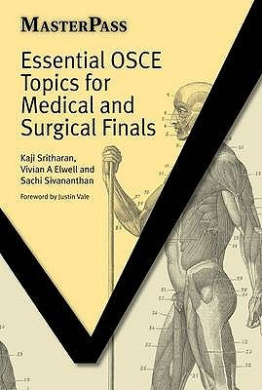 MASTERPASS
Essential OSCE
Topics for
Medical and
Surgical Finals
Kaji Sritharan,
Vivian A Elwell and
Sachi Sivananthan
Foreword by Justin Vale